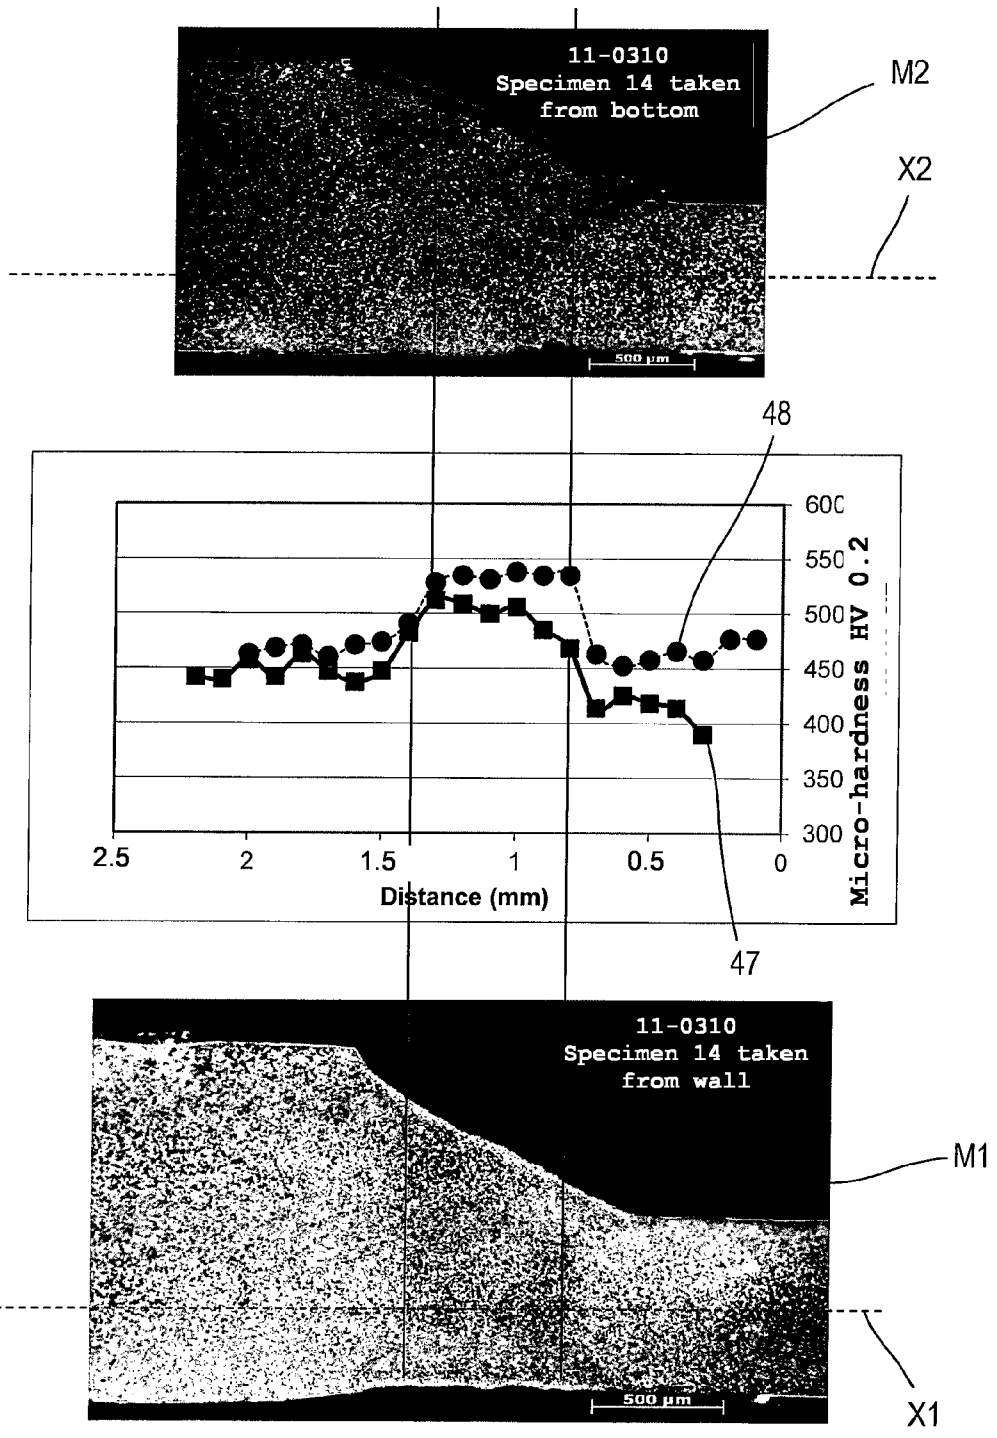 11-0310
Specimen 14 taken
from bottom
M2
X2
500 µm
48
600
550
500
450
400
350
300
Micro-hardness HV 0.2
2.5
2
1.5
1
0.5
0
Distance (mm)
47
11-0310
Specimen 14 taken
from wall
M1
500 µm
X1